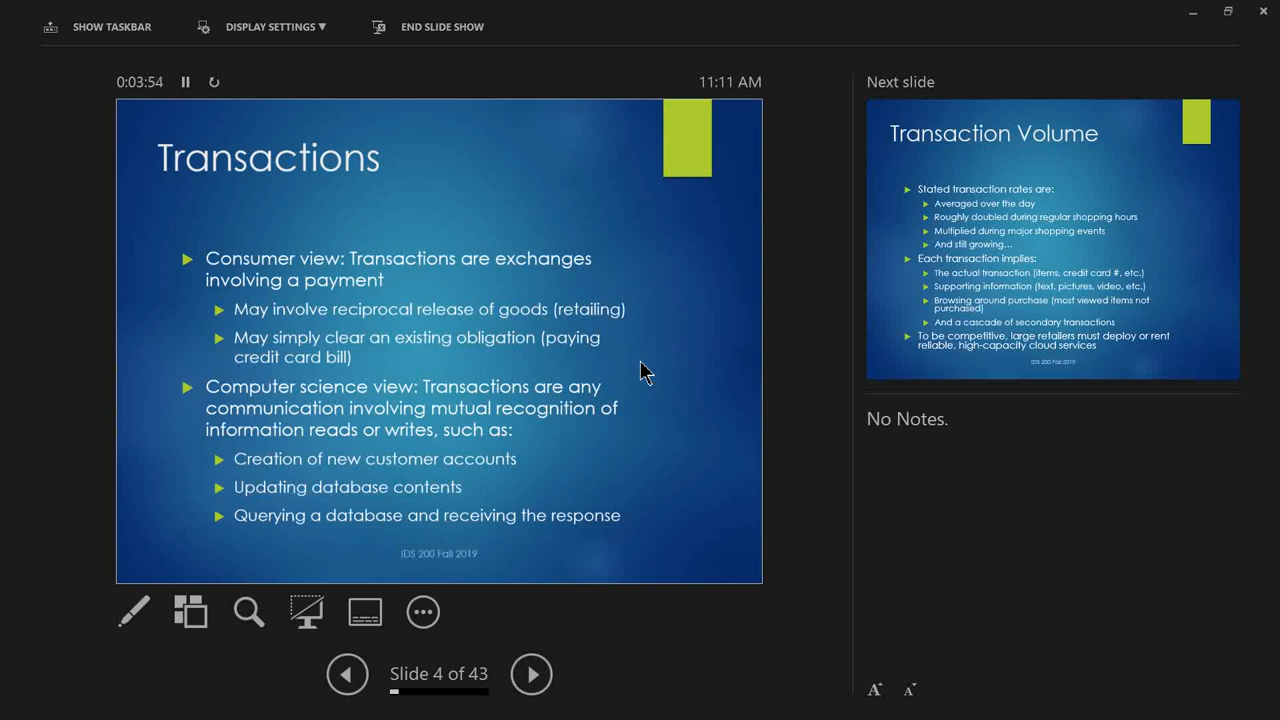 SHOW TASKBAR
DISPLAY SETTINGS ▼
END SLIDE SHOW
0:03:54
11:11 AM
Transactions
Consumer view: Transactions are exchanges
involving a payment
May involve reciprocal release of goods (retailing)
May simply clear an existing obligation (paying
credit card bill)
Computer science view: Transactions are any
communication involving mutual recognition of
information reads or writes, such as:
Creation of new customer accounts
Updating database contents
Querying a database and receiving the response
IDS 200 Fall 2019
Slide 4 of 43
Next slide
Transaction Volume
Stated transaction rates are:
Averaged over the day
Roughly doubled during regular shopping hours
Multiplied during major shopping events
And still growing...
Each transaction implies:
The actual transaction (items, credit card #, etc.)
Supporting information (text, pictures, video, etc.)
Browsing around purchase (most viewed items not
purchased)
And a cascade of secondary transactions
To be competitive, large retailers must deploy or rent
reliable, high-capacity cloud services
IDS 200 Fall 2019
No Notes.
A A